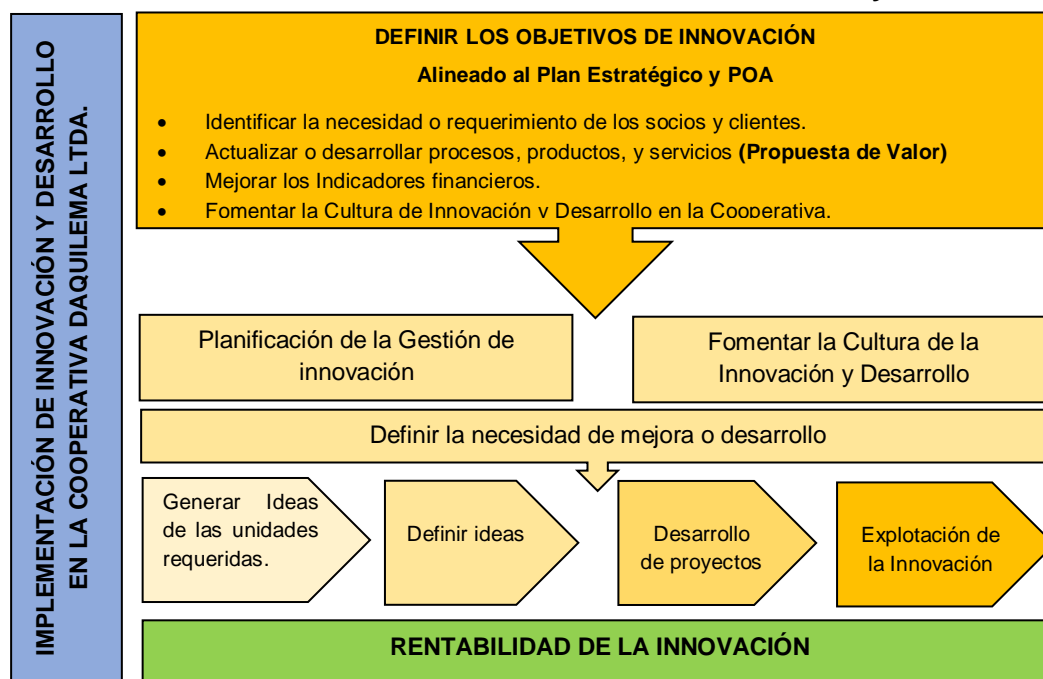 IMPLEMENTACIÓN DE INNOVACIÓN Y DESARROLLO
EN LA COOPERATIVA DAQUILEMA LTDA.
DEFINIR LOS OBJETIVOS DE INNOVACIÓN
Alineado al Plan Estratégico y POA
• Identificar la necesidad o requerimiento de los socios y clientes.
• Actualizar o desarrollar procesos, productos, y servicios (Propuesta de Valor)
• Mejorar los Indicadores financieros.
• Fomentar la Cultura de Innovación y Desarrollo en la Cooperativa.
Planificación de la Gestión de
innovación
Fomentar la Cultura de la
Innovación y Desarrollo
Definir la necesidad de mejora o desarrollo
Generar Ideas
de las unidades
requeridas.
Definir ideas
Desarrollo
de proyectos
Explotación de
la Innovación
RENTABILIDAD DE LA INNOVACIÓN